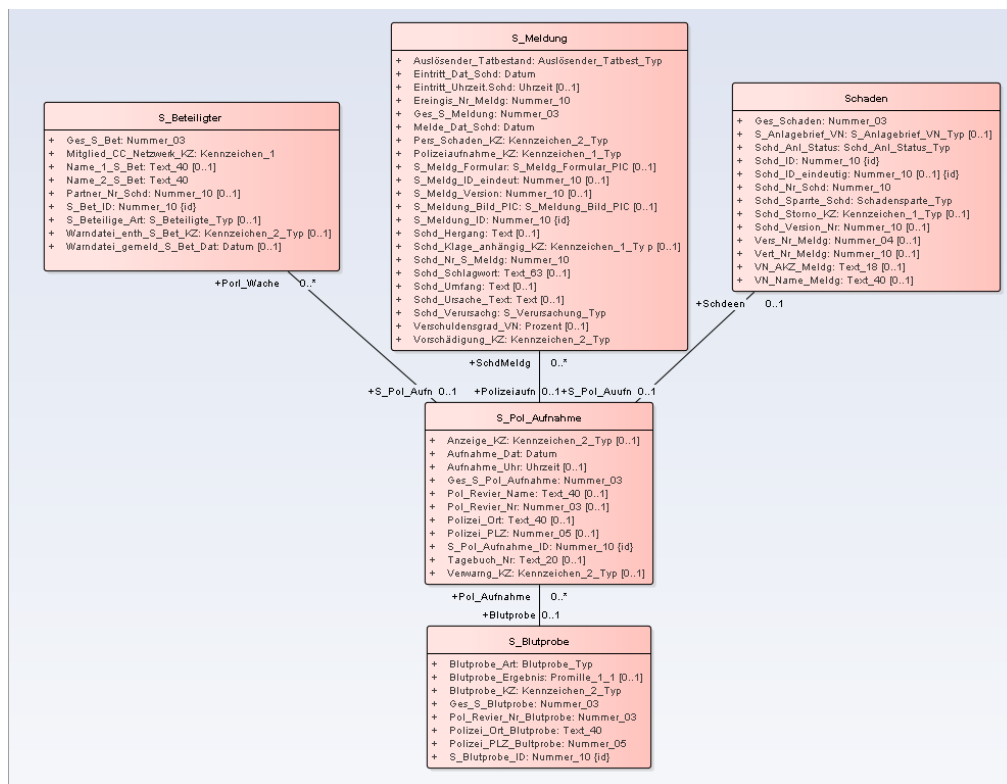 S_Meldung
+ Auslösender_Tatbestand: Auslösender_Tatbest_Typ
+ Eintritt_Dat_Schd: Datum
+ Eintritt_Uhrzeit.Schd: Uhrzeit [0..1]
+ Ereingis_Nr_Meldg: Nummer_10
+ Ges_S_Meldung: Nummer_03
+ Melde_Dat_Schd: Datum
+ Pers_Schaden_KZ: Kennzeichen_2_Typ
+ Polizeiaufnahme_KZ: Kennzeichen_1_Typ
+ S_Meldg_Formular: S_Meldg_Formular_PIC [0..1]
+ S_Meldg_ID_eindeut: Nummer_10 [0..1]
+ S_Meldg_Version: Nummer_10 [0..1]
+ S_Meldung_Bild_PIC: S_Meldung_Bild_PIC [0..1]
+ S_Meldung_ID: Nummer_10 {id}
+ Schd_Hergang: Text [0..1]
+ Schd_Klage_anhängig_KZ: Kennzeichen_1_Typ [0..1]
+ Schd_Nr_S_Meldg: Nummer_10
+ Schd_Schlagwort: Text_63 [0..1]
+ Schd_Umfang: Text [0..1]
+ Schd_Ursache_Text: Text [0..1]
+ Schd_Verursachg: S_Verursachung_Typ
+ Verschuldensgrad_VN: Prozent [0..1]
+ Vorschädigung_KZ: Kennzeichen_2_Typ
S_Beteiligter
+ Ges_S_Bet: Nummer_03
+ Mitglied_CC_Netzwerk_KZ: Kennzeichen_1
+ Name_1_S_Bet: Text_40 [0..1]
+ Name_2_S_Bet: Text_40
+ Partner_Nr_Schd: Nummer_10 [0..1]
+ S_Bet_ID: Nummer_10 {id}
+ S_Beteilige_Art: S_Beteiligte_Typ [0..1]
+ Warndatei_enth_S_Bet_KZ: Kennzeichen_2_Typ [0..1]
+ Warndatei_gemeld_S_Bet_Dat: Datum [0..1]
Schaden
+ Ges_Schaden: Nummer_03
+ S_Anlagebrief_VN: S_Anlagebrief_VN_Typ [0..1]
+ Schd_Anl_Status: Schd_Anl_Status_Typ
+ Schd_ID: Nummer_10 {id}
+ Schd_ID_eindeutig: Nummer_10 [0..1] {id}
+ Schd_Nr_Schd: Nummer_10
+ Schd_Sparte_Schd: Schadensparte_Typ
+ Schd_Storno_KZ: Kennzeichen_1_Typ [0..1]
+ Schd_Version_Nr: Nummer_10 [0..1]
+ Vers_Nr_Meldg: Nummer_04 [0..1]
+ Vert_Nr_Meldg: Nummer_10 [0..1]
+ VN_AKZ_Meldg: Text_18 [0..1]
+ VN_Name_Meldg: Text_40 [0..1]
+Porl_Wache 0..*
+Schdeen 0..1
+SchdMeldg 0..*
+S_Pol_Aufn 0..1
+Polizeiaufn 0..1
+S_Pol_Auufn 0..1
S_Pol_Aufnahme
+ Anzeige_KZ: Kennzeichen_2_Typ [0..1]
+ Aufnahme_Dat: Datum
+ Aufnahme_Uhr: Uhrzeit [0..1]
+ Ges_S_Pol_Aufnahme: Nummer_03
+ Pol_Revier_Name: Text_40 [0..1]
+ Pol_Revier_Nr: Nummer_03 [0..1]
+ Polizei_Ort: Text_40 [0..1]
+ Polizei_PLZ: Nummer_05 [0..1]
+ S_Pol_Aufnahme_ID: Nummer_10 {id}
+ Tagebuch_Nr: Text_20 [0..1]
+ Verwarng_KZ: Kennzeichen_2_Typ [0..1]
+Pol_Aufnahme 0..*
+Blutprobe 0..1
S_Blutprobe
+ Blutprobe_Art: Blutprobe_Typ
+ Blutprobe_Ergebnis: Promille_1_1 [0..1]
+ Blutprobe_KZ: Kennzeichen_2_Typ
+ Ges_S_Blutprobe: Nummer_03
+ Pol_Revier_Nr_Blutprobe: Nummer_03
+ Polizei_Ort_Blutprobe: Text_40
+ Polizei_PLZ_Bultprobe: Nummer_05
+ S_Blutprobe_ID: Nummer_10 {id}